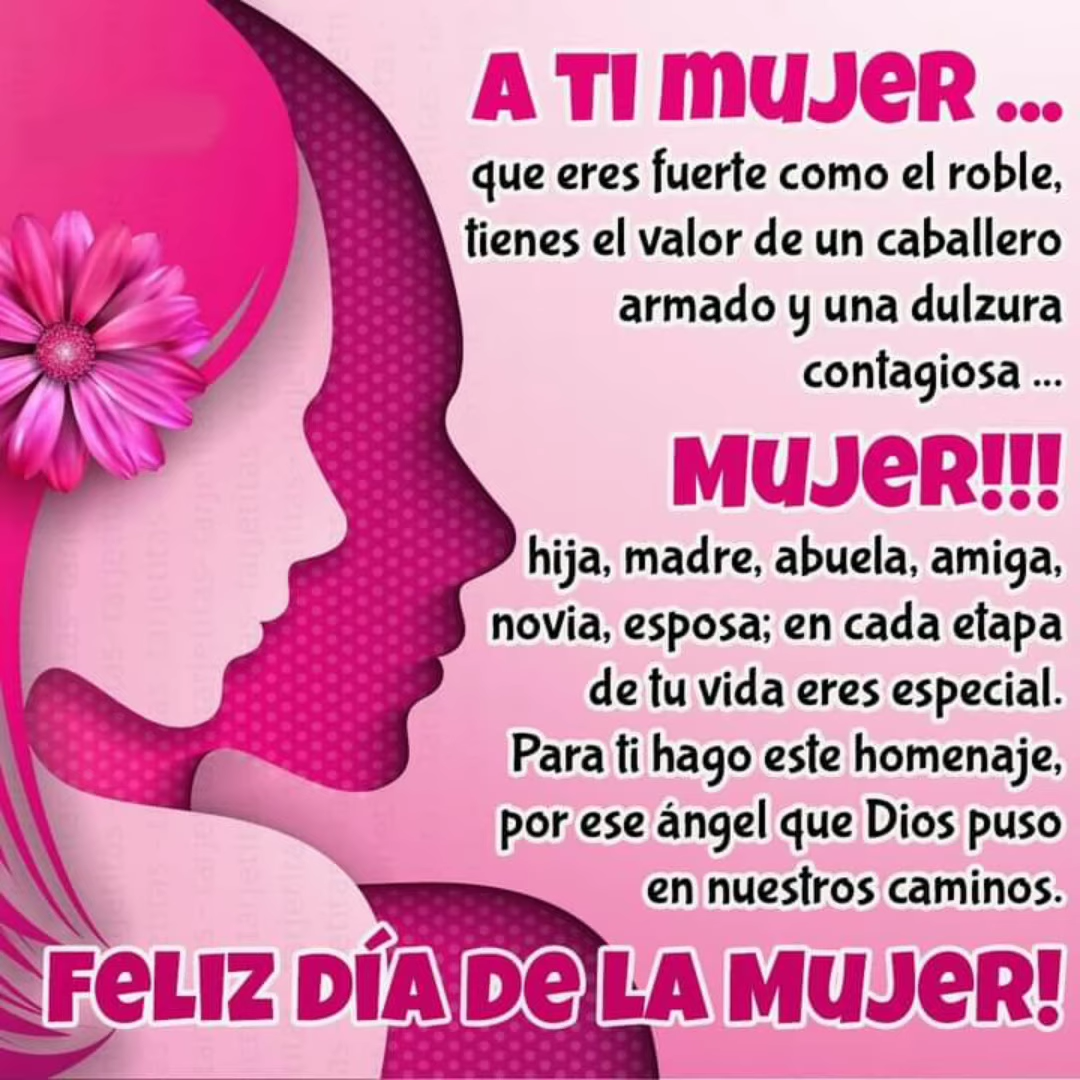 A TI MUJER ...
que eres fuerte como el roble,
tienes el valor de un caballero
armado y una dulzura
contagiosa ...
MUJER!!!
hija, madre, abuela, amiga,
novia, esposa; en cada etapa
de tu vida eres especial.
Para ti hago este homenaje,
por ese ángel que Dios puso
en nuestros caminos.
FELIZ DÍA DE LA MUJER!